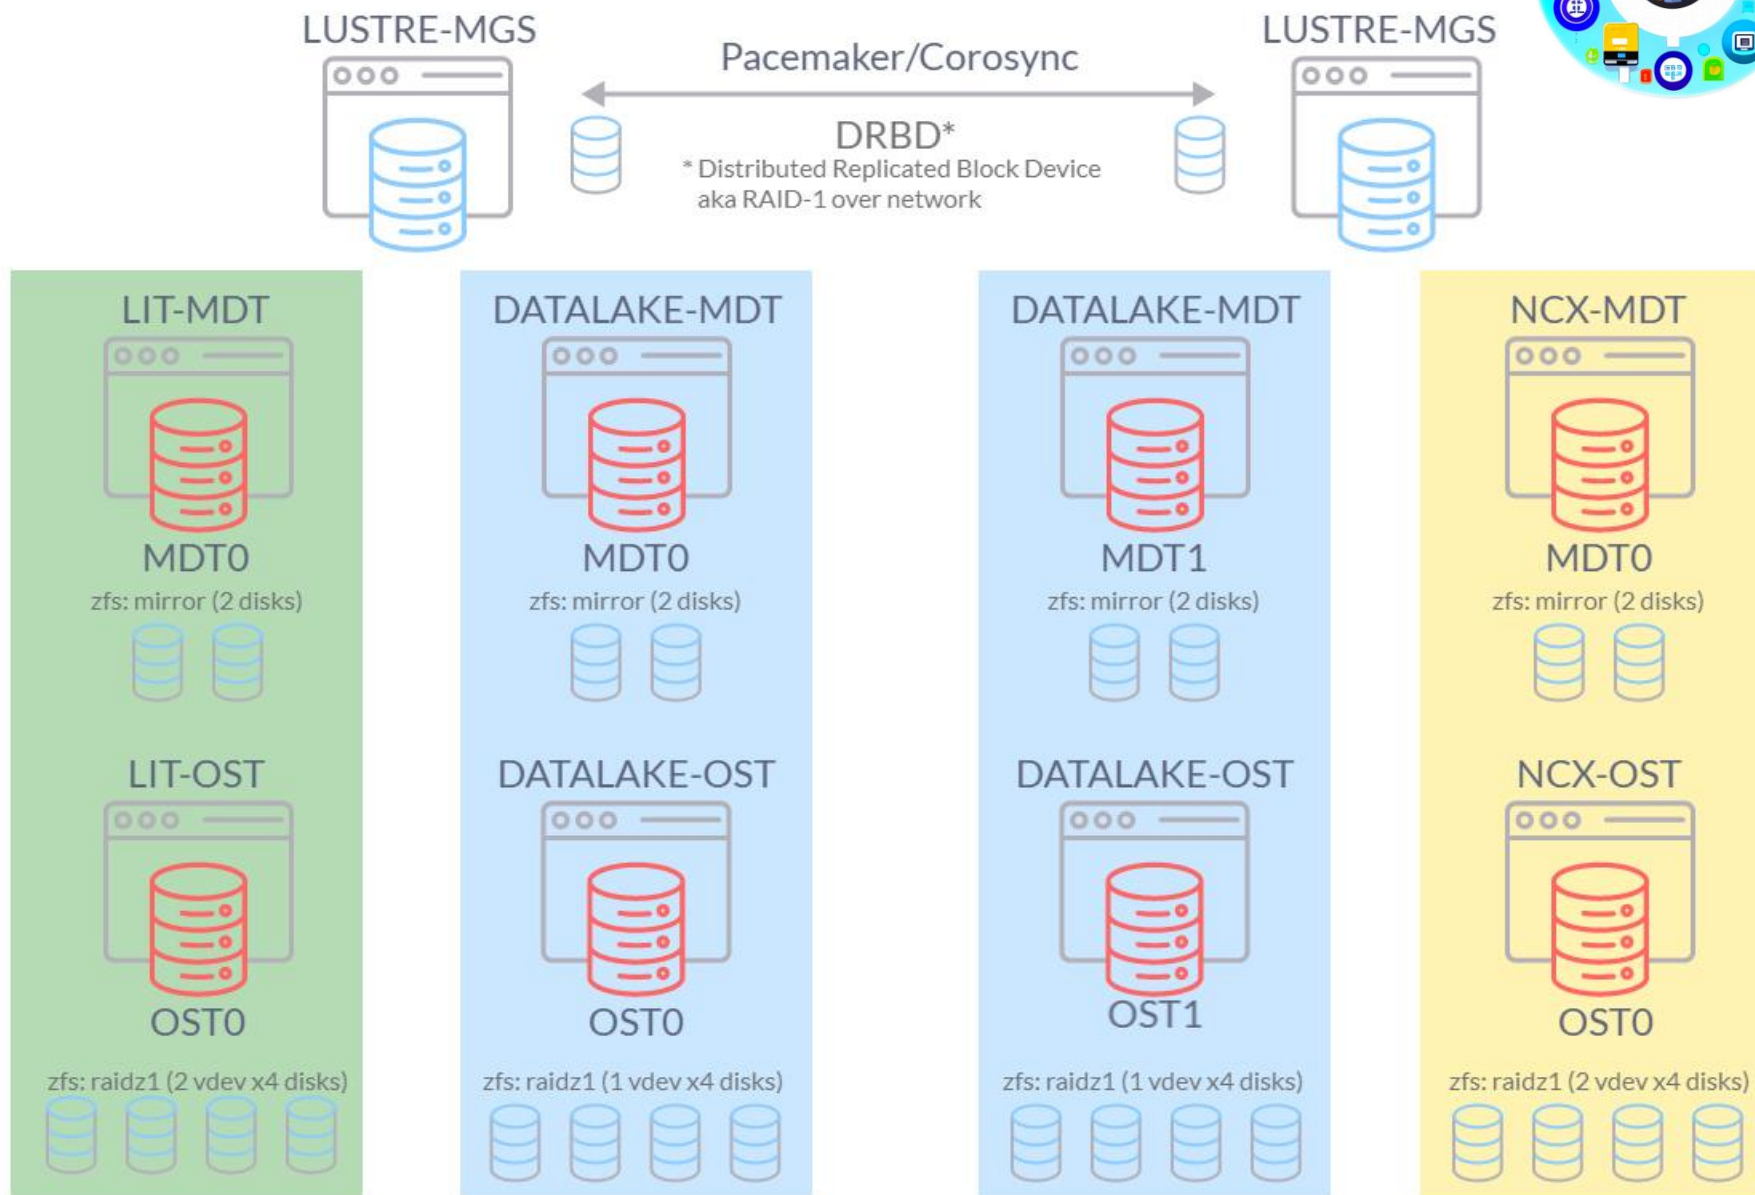 LUSTRE-MGS
Pacemaker/Corosync
LUSTRE-MGS
DRBD*
* Distributed Replicated Block Device
aka RAID-1 over network
LIT-MDT
DATALAKE-MDT
DATALAKE-MDT
NCX-MDT
MDT0
MDT0
MDT1
MDT0
zfs: mirror (2 disks)
zfs: mirror (2 disks)
zfs: mirror (2 disks)
zfs: mirror (2 disks)
LIT-OST
DATALAKE-OST
DATALAKE-OST
NCX-OST
OST0
OST0
OST1
OST0
zfs: raidz1 (2 vdev x4 disks)
zfs: raidz1 (1 vdev x4 disks)
zfs: raidz1 (1 vdev x4 disks)
zfs: raidz1 (2 vdev x4 disks)